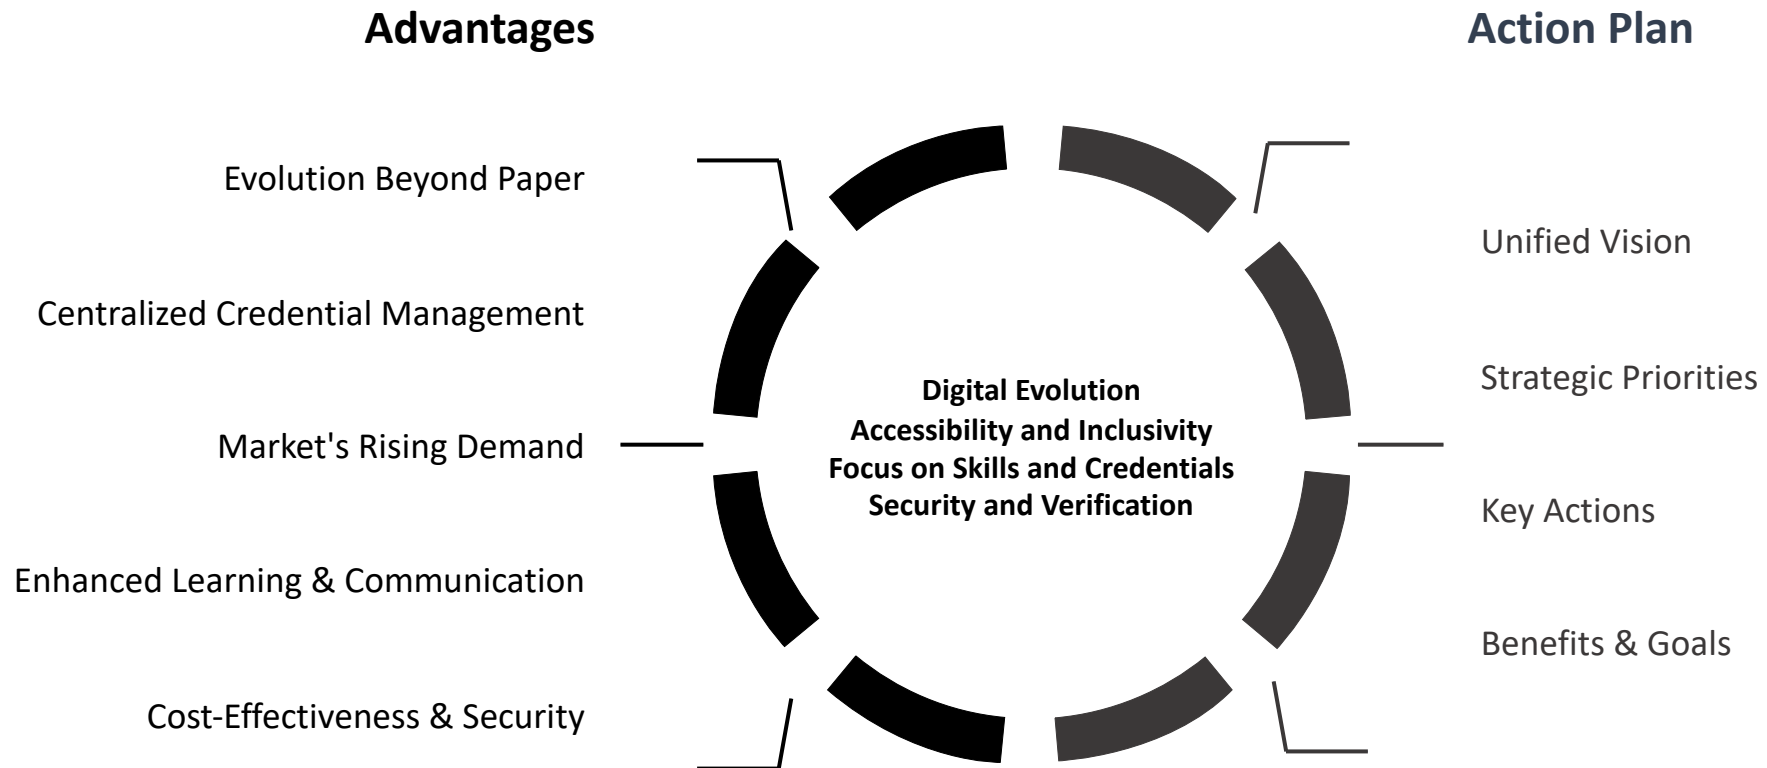 Advantages
Evolution Beyond Paper
Centralized Credential Management
Market's Rising Demand
Enhanced Learning & Communication
Cost-Effectiveness & Security
Digital Evolution
Accessibility and Inclusivity
Focus on Skills and Credentials
Security and Verification
Action Plan
Unified Vision
Strategic Priorities
Key Actions
Benefits & Goals